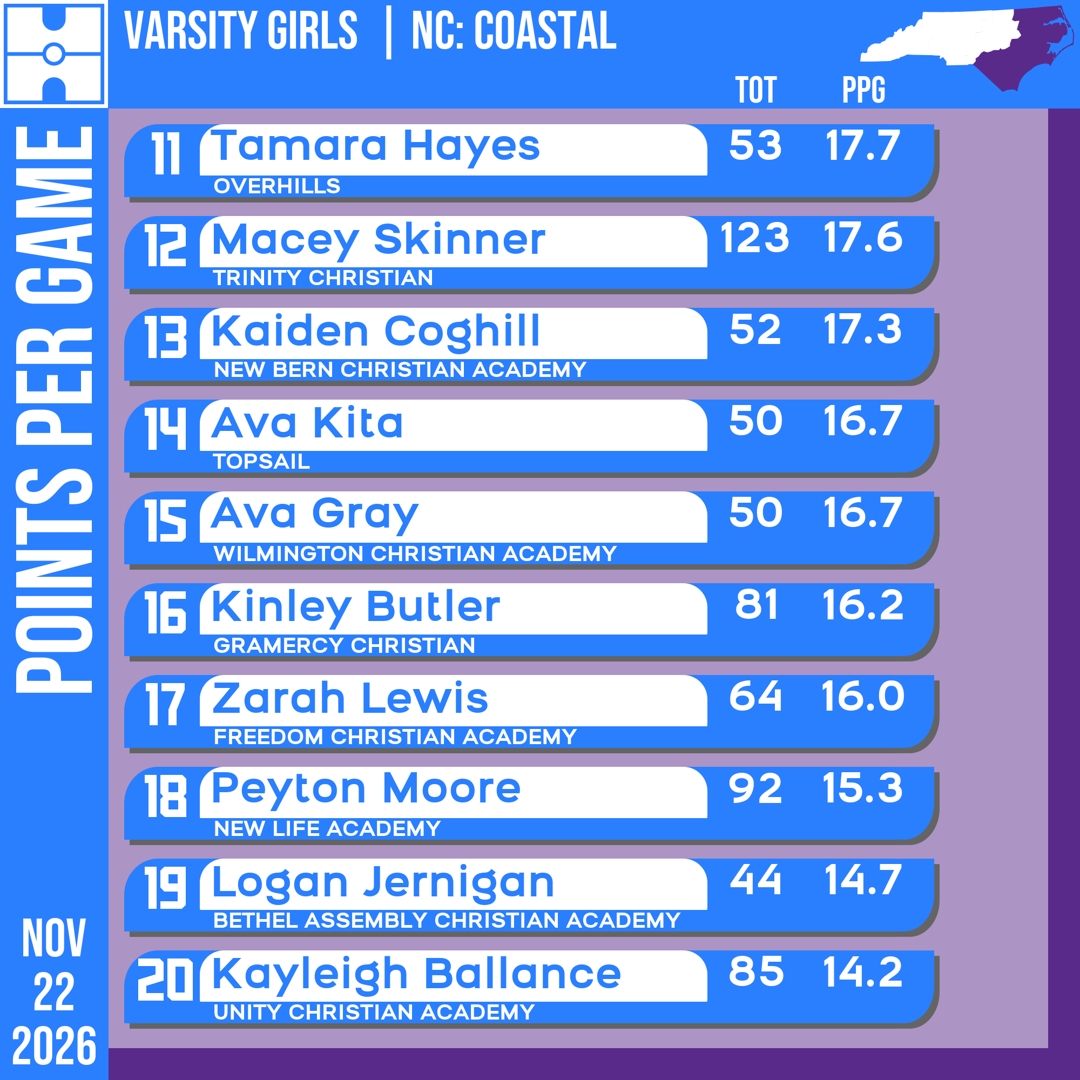 VARSITY GIRLS | NC: COASTAL
TOT PPG
POINTS PER GAME
11 Tamara Hayes 53 17.7
OVERHILLS
12 Macey Skinner 123 17.6
TRINITY CHRISTIAN
13 Kaiden Coghill 52 17.3
NEW BERN CHRISTIAN ACADEMY
14 Ava Kita 50 16.7
TOPSAIL
15 Ava Gray 50 16.7
WILMINGTON CHRISTIAN ACADEMY
16 Kinley Butler 81 16.2
GRAMERCY CHRISTIAN
17 Zarah Lewis 64 16.0
FREEDOM CHRISTIAN ACADEMY
18 Peyton Moore 92 15.3
NEW LIFE ACADEMY
19 Logan Jernigan 44 14.7
BETHEL ASSEMBLY CHRISTIAN ACADEMY
20 Kayleigh Ballance 85 14.2
UNITY CHRISTIAN ACADEMY
NOV
22
2026